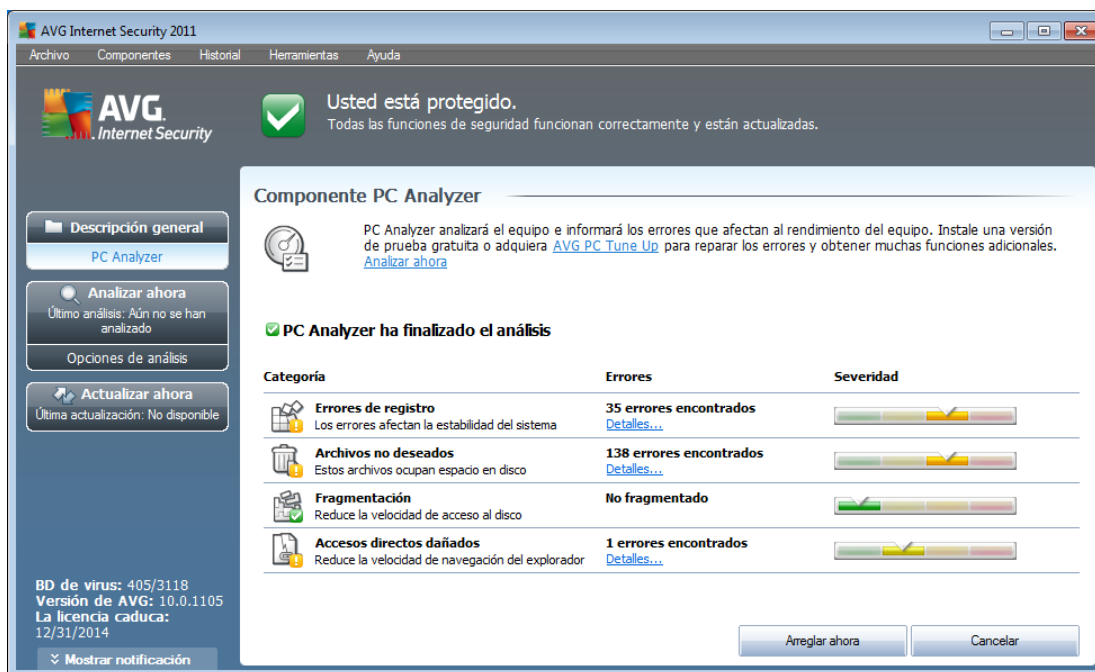 AVG Internet Security 2011
Archivo Componentes Historial Herramientas Ayuda
AVG.
Internet Security
Usted está protegido.
Todas las funciones de seguridad funcionan correctamente y están actualizadas.
Descripción general
PC Analyzer
Analizar ahora
Último análisis: Aún no se han
analizado
Opciones de análisis
Actualizar ahora
Última actualización: No disponible
BD de virus: 405/3118
Versión de AVG: 10.0.1105
La licencia caduca:
12/31/2014
Mostrar notificación
Componente PC Analyzer
PC Analyzer analizará el equipo e informará los errores que afectan al rendimiento del equipo. Instale una versión
de prueba gratuita o adquiera AVG PC Tune Up para reparar los errores y obtener muchas funciones adicionales.
Analizar ahora
PC Analyzer ha finalizado el análisis
Categoría Errores Severidad
Errores de registro 35 errores encontrados
Los errores afectan la estabilidad del sistema Detalles...
Archivos no deseados 138 errores encontrados
Estos archivos ocupan espacio en disco Detalles...
Fragmentación No fragmentado
Reduce la velocidad de acceso al disco
Accesos directos dañados 1 errores encontrados
Reduce la velocidad de navegación del explorador Detalles...
Arreglar ahora Cancelar